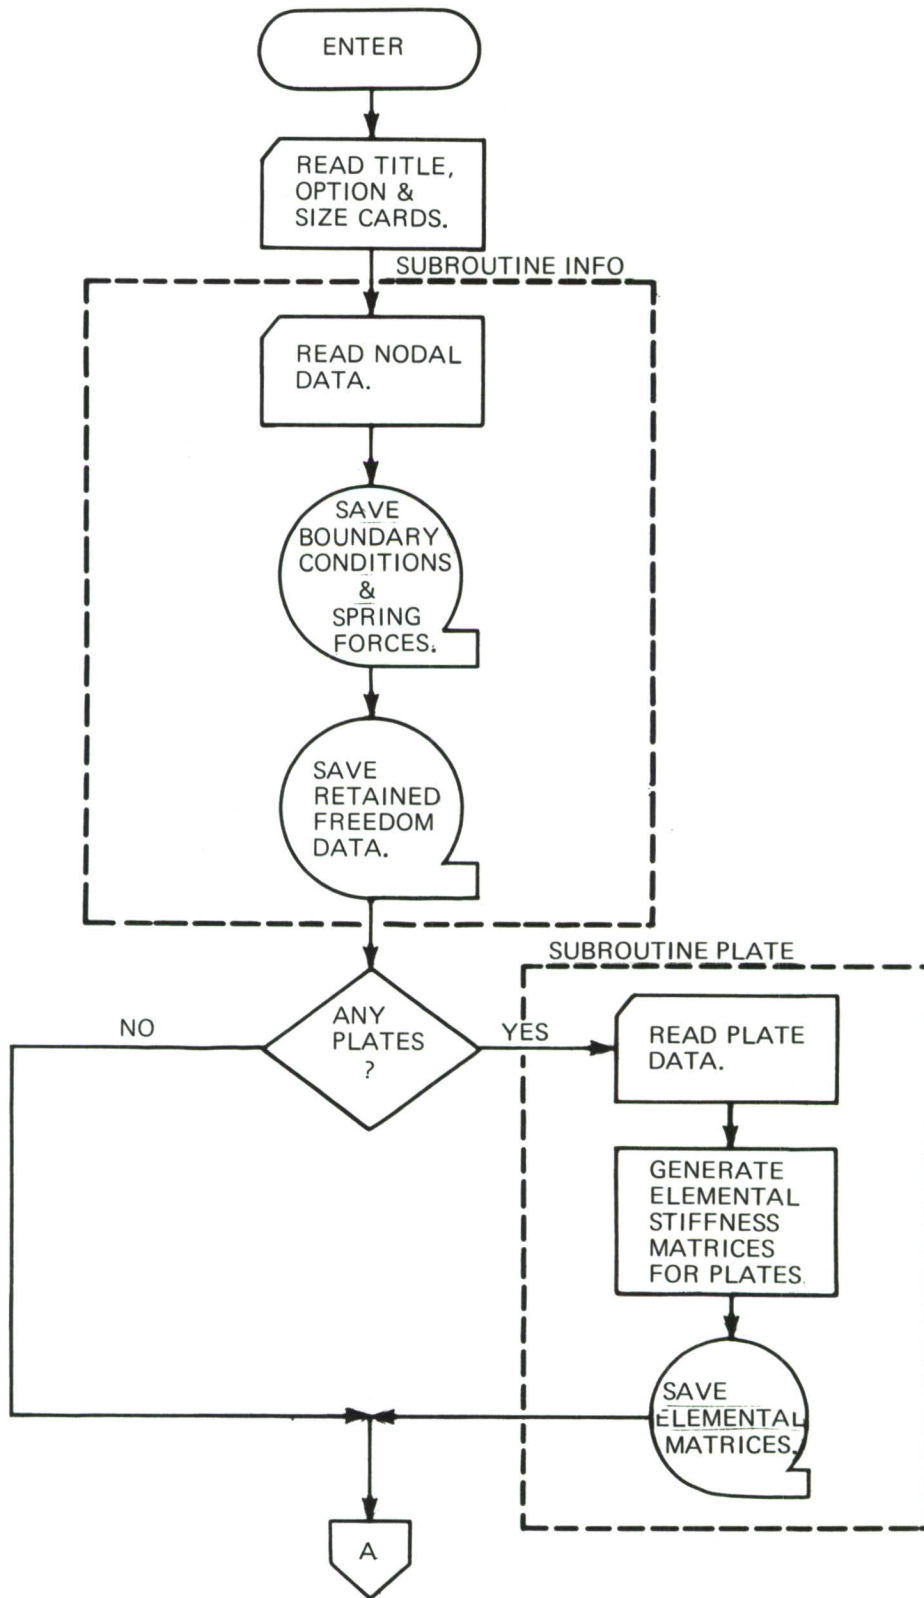 ENTER
READ TITLE,
OPTION &
SIZE CARDS.
SUBROUTINE INFO
READ NODAL
DATA.
SAVE
BOUNDARY
CONDITIONS
&
SPRING
FORCES.
SAVE
RETAINED
FREEDOM
DATA.
SUBROUTINE PLATE
NO
ANY
PLATES
?
YES
READ PLATE
DATA.
GENERATE
ELEMENTAL
STIFFNESS
MATRICES
FOR PLATES.
SAVE
ELEMENTAL
MATRICES.
A